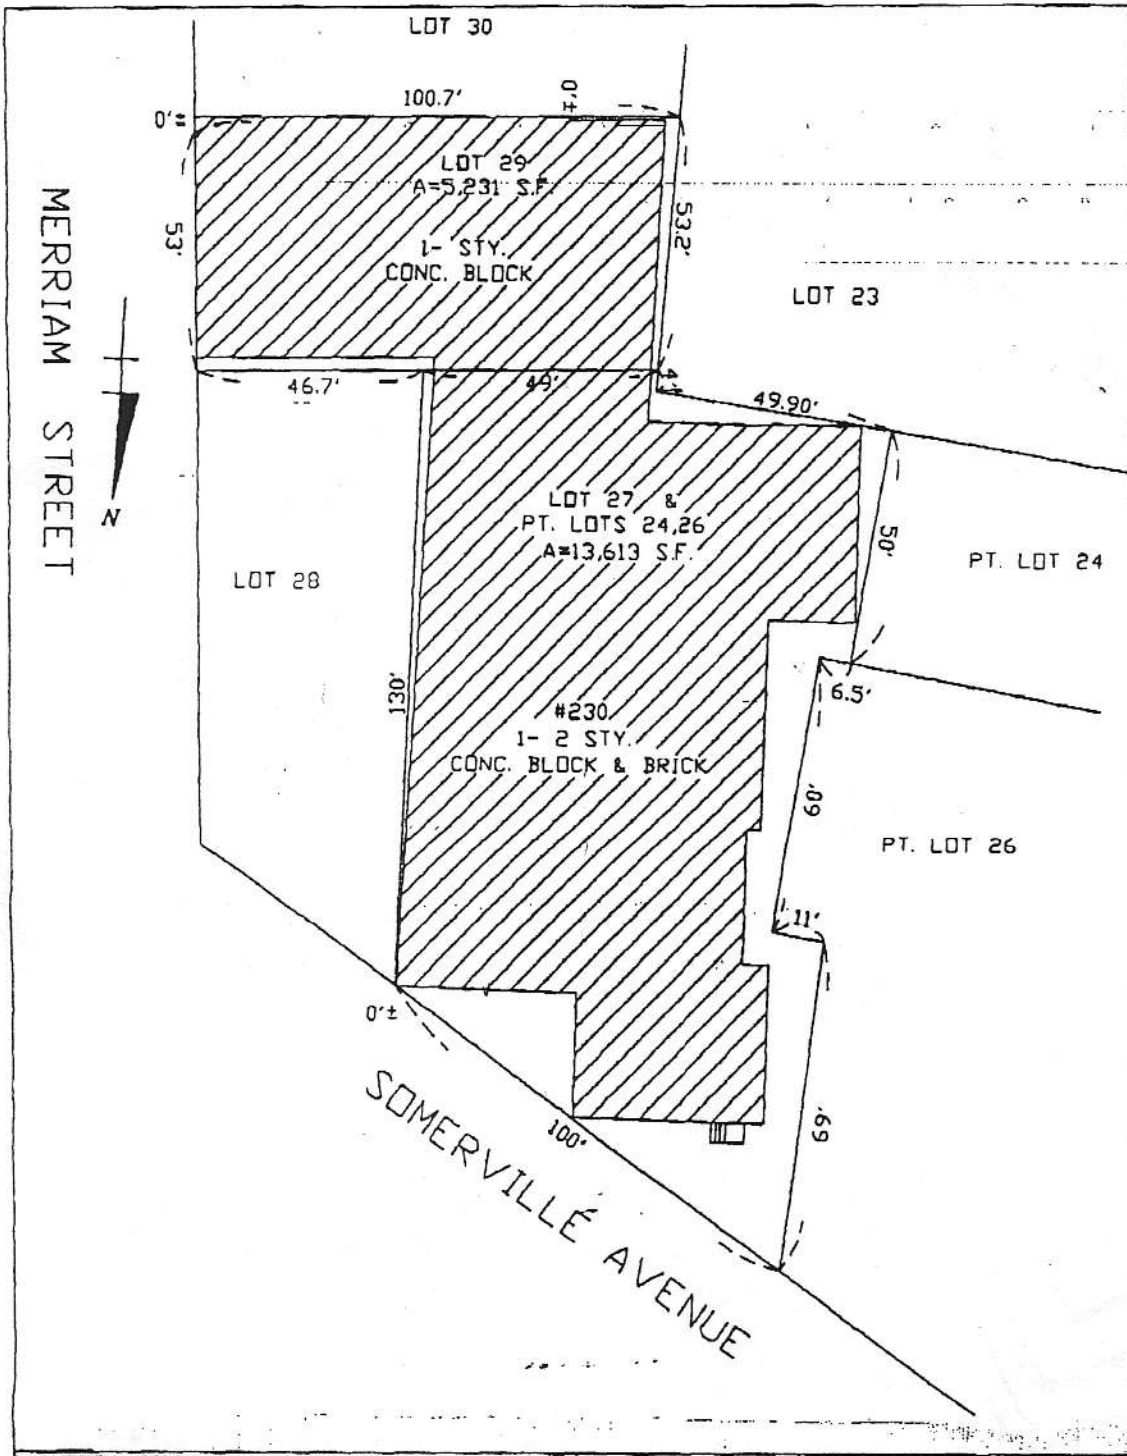 LOT 30
100.7'
0'±
0'±
LOT 29
A=5,231 S.F.
53'
53.2'
1- STY.
CONC. BLOCK
LOT 23
MERRIAM STREET
46.7'
49'
4'
49.90'
N
LOT 27 &
PT. LOTS 24,26
A=13,613 S.F.
50'
PT. LOT 24
LOT 28
130'
6.5'
#230
1- 2 STY.
CONC. BLOCK & BRICK
60'
PT. LOT 26
11'
0'±
69'
100'
SOMERVILLE AVENUE